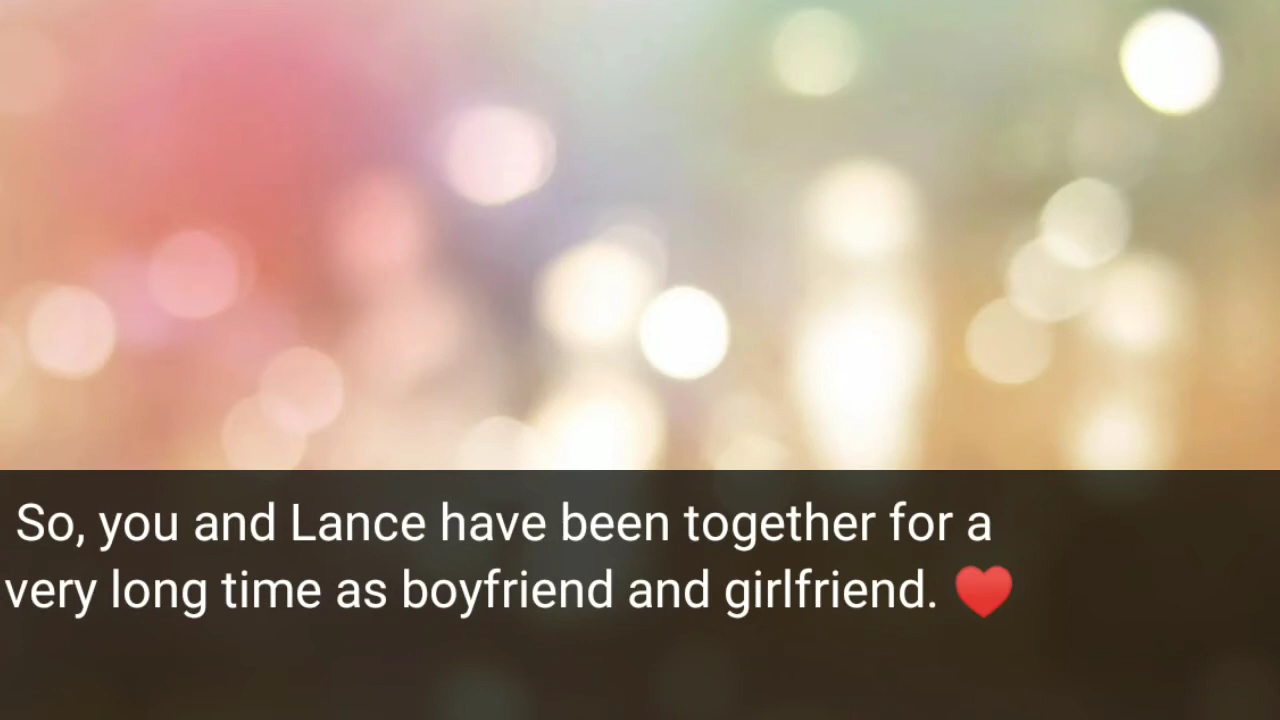 So, you and Lance have been together for a
very long time as boyfriend and girlfriend. ❤️